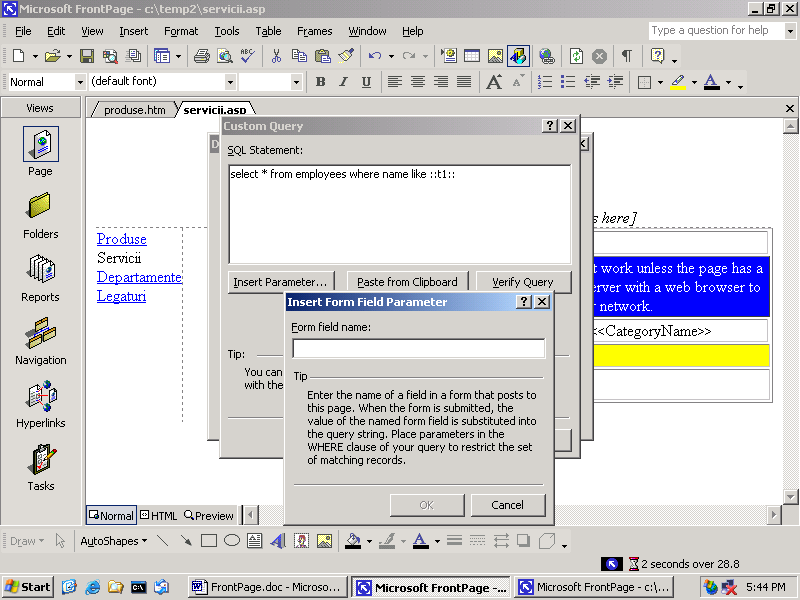 Microsoft FrontPage - c:\temp2\servicii.asp
File Edit View Insert Format Tools Table Frames Window Help
Type a question for help
Normal (default font)
Views
produse.htm servicii.asp
Page
Folders
Reports
Navigation
Hyperlinks
Tasks
Produse
Servicii
Departamente
Legaturi
Custom Query
SQL Statement:
select * from employees where name like ::t1::
Insert Parameter... Paste from Clipboard Verify Query
Tip:
You can
with the
s here]
t work unless the page has a
erver with a web browser to
network.
<<CategoryName>>
Insert Form Field Parameter
Form field name:
Tip
Enter the name of a field in a form that posts to
this page. When the form is submitted, the
value of the named form field is substituted into
the query string. Place parameters in the
WHERE clause of your query to restrict the set
of matching records.
OK Cancel
Normal HTML Preview
Draw AutoShapes
2 seconds over 28.8
Start FrontPage.doc - Microso... Microsoft FrontPage -... Microsoft FrontPage - c:\... 5:44 PM